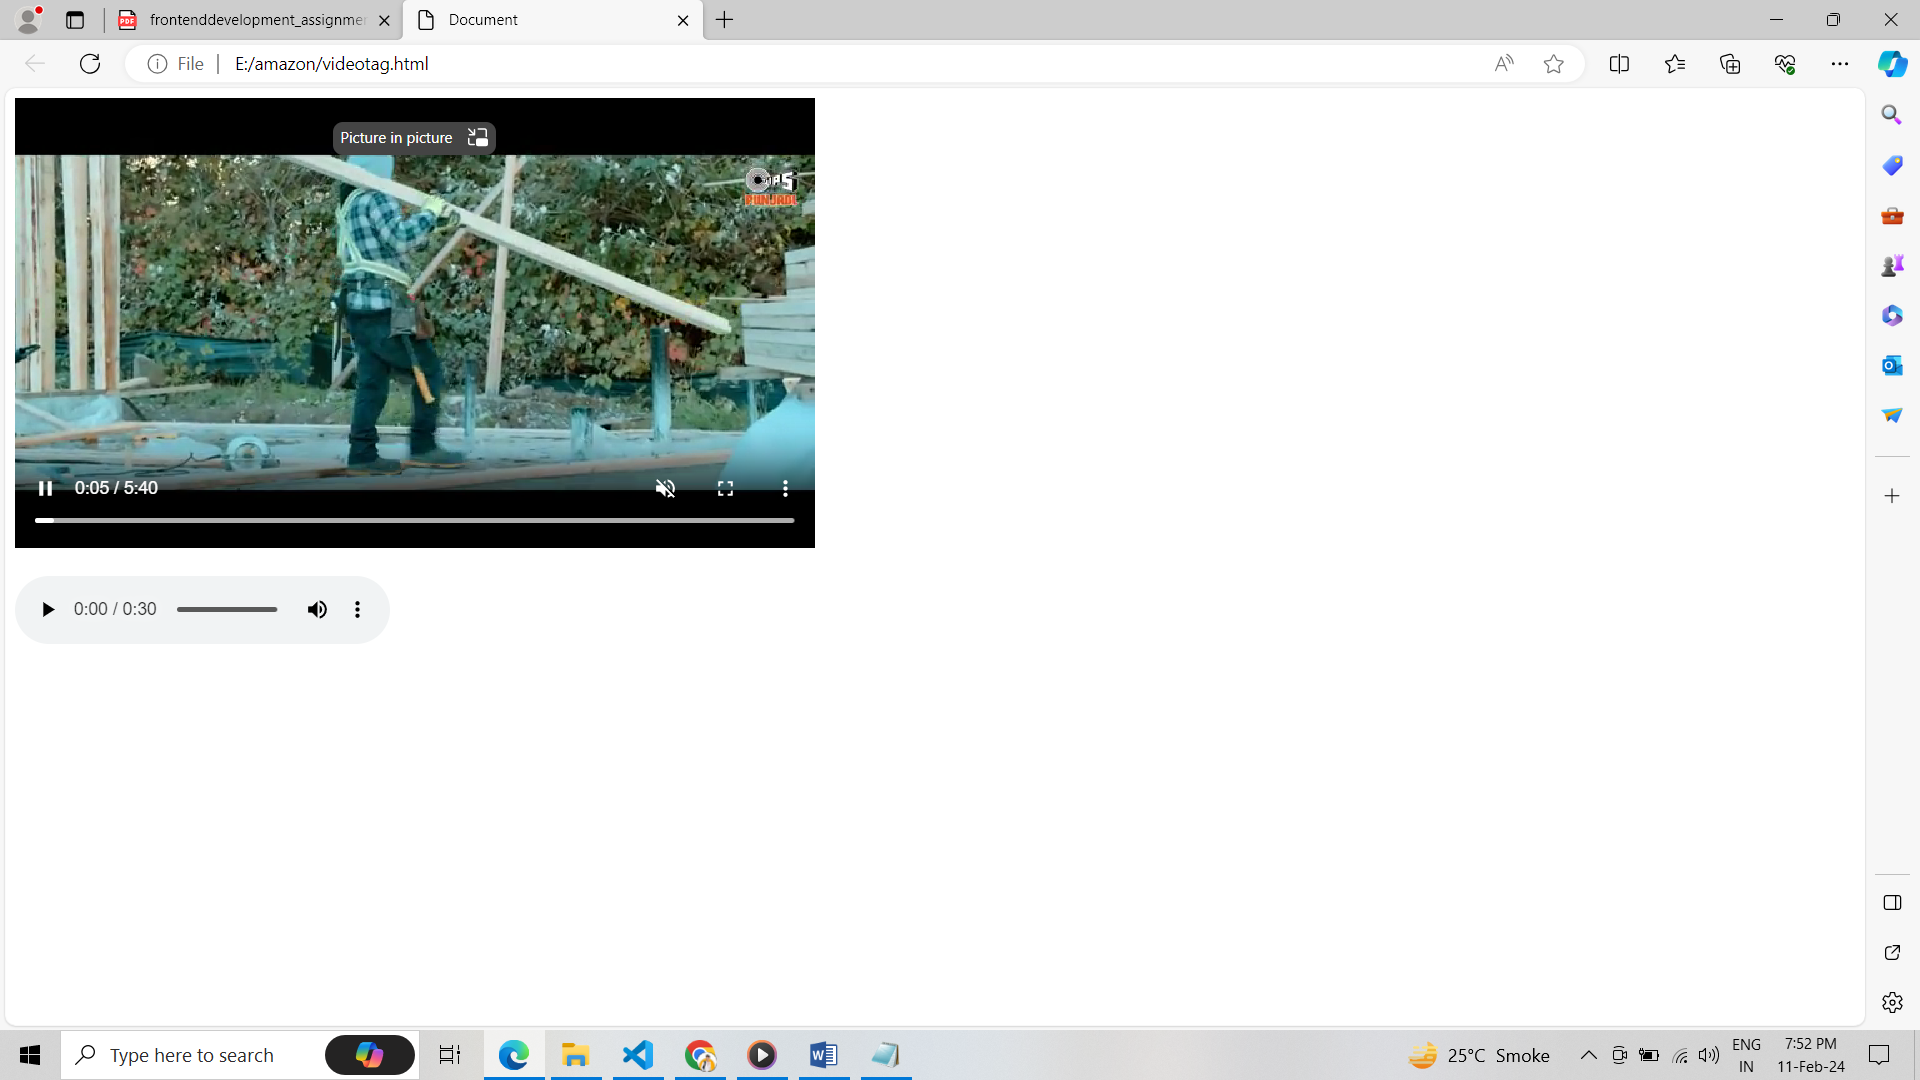 frontenddevelopment_assignme
Document
File
E:/amazon/videotag.html
Picture in picture
PUNJABI
0:05 / 5:40
0:00 / 0:30
Type here to search
25°C Smoke
ENG
IN
7:52 PM
11-Feb-24